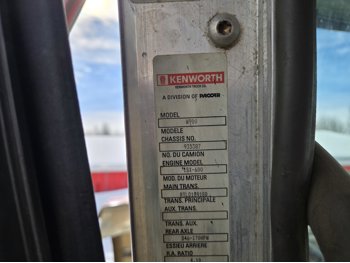 KENWORTH
KENWORTH TRUCK CO.
A DIVISION OF PACCAR
MODEL
W900
MODELE
CHASSIS NO.
NO. DU CAMION
ENGINE MODEL
MOD. DU MOTEUR
MAIN TRANS.
TRANS. PRINCIPALE
AUX. TRANS.
TRANS. AUX.
REAR AXLE
ESSIEU ARRIERE
R.A. RATIO